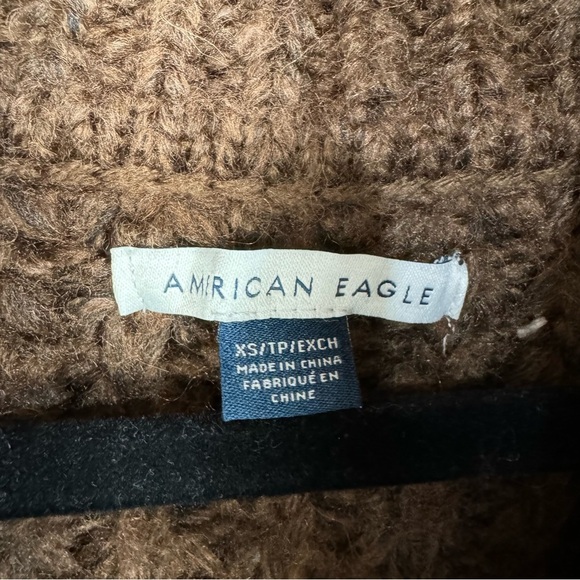 AMERICAN EAGLE
XS/TP/EXCH
MADE IN CHINA
FABRIQUÉ EN
CHINE